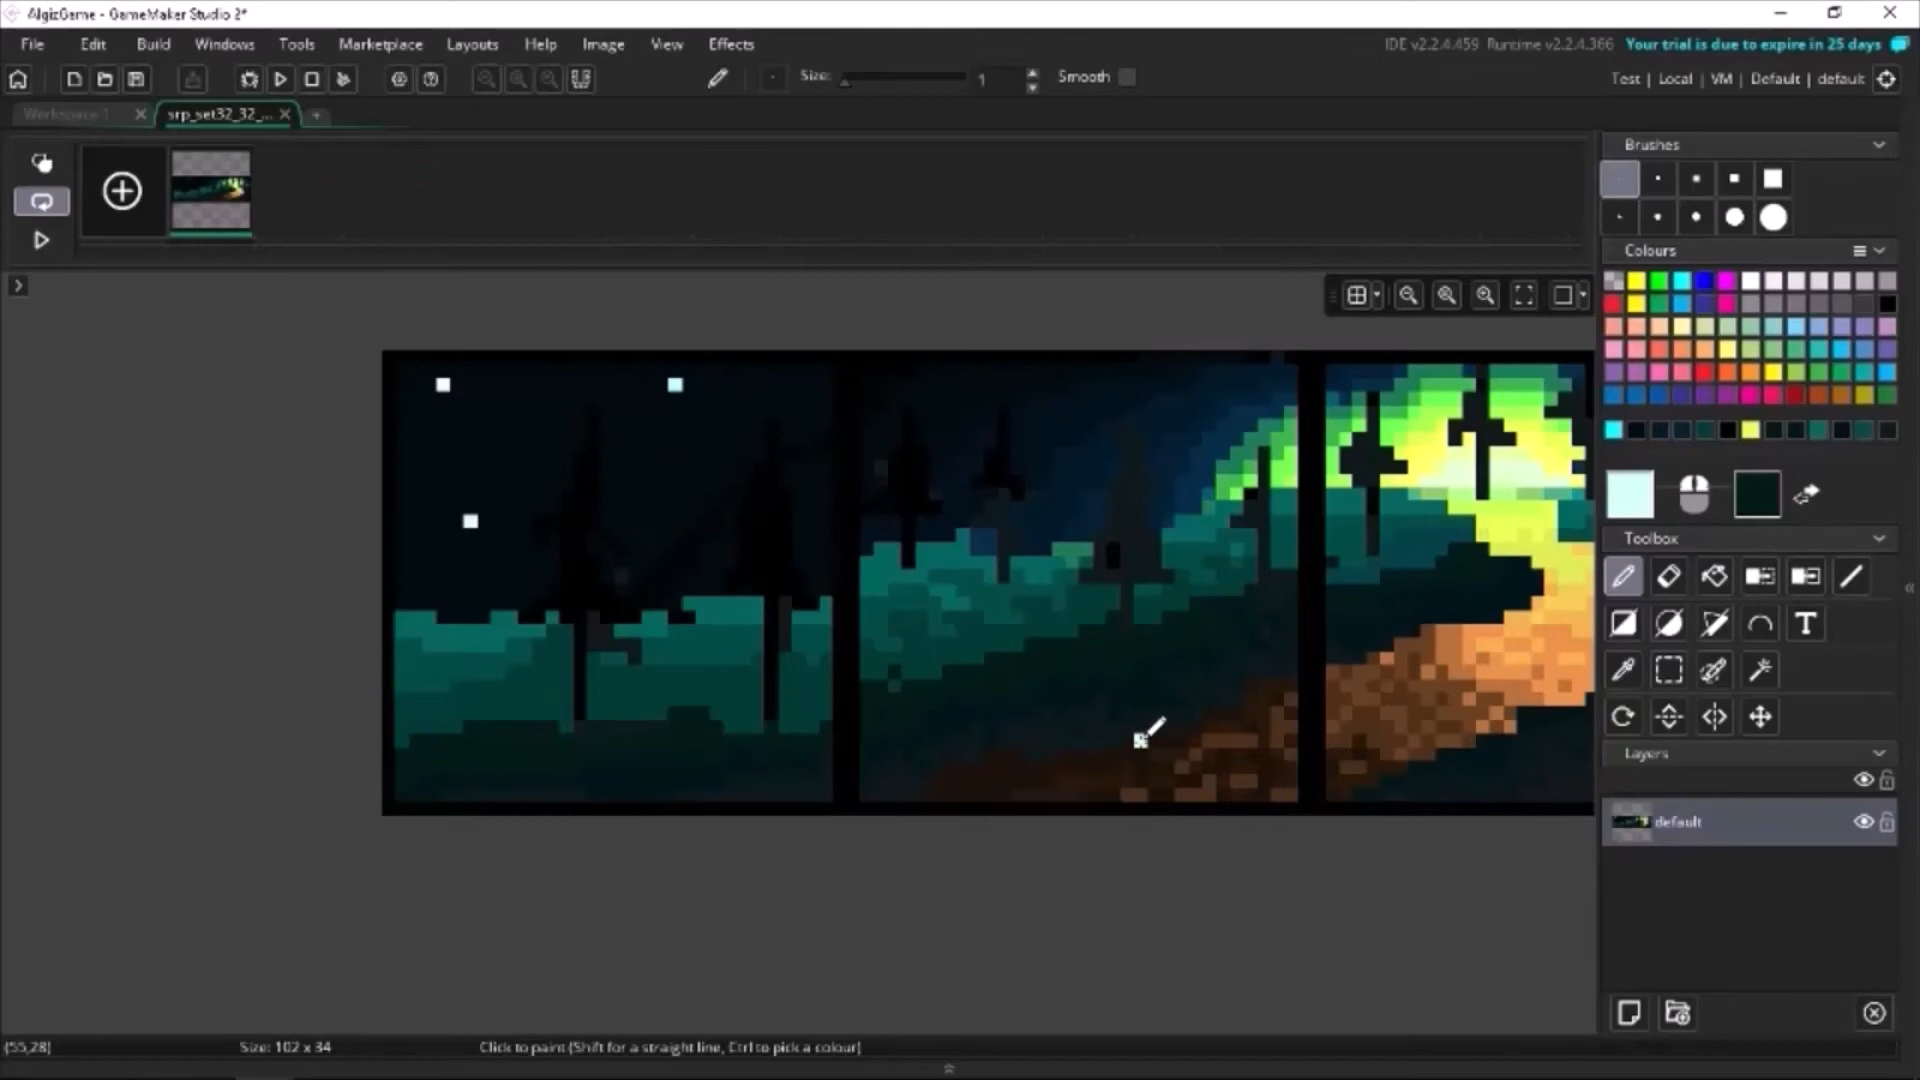 AlgizGame - GameMaker Studio 2*
File Edit Build Windows Tools Marketplace Layouts Help Image View Effects
IDE v2.2.4.459 Runtime v2.2.4.366 Your trial is due to expire in 25 days
Size: 1 Smooth
Test | Local | VM | Default | default
Workspace 1 srp_set32_32_...
Brushes
Colours
Toolbox
T
Layers
default
(55,28) Size: 102 x 34 Click to paint (Shift for a straight line, Ctrl to pick a colour)